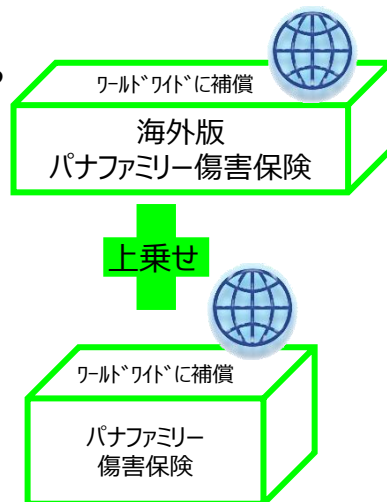 ワールドワイドに補償
海外版
パナファミリー傷害保険
上乗せ
ワールドワイドに補償
パナファミリー
傷害保険